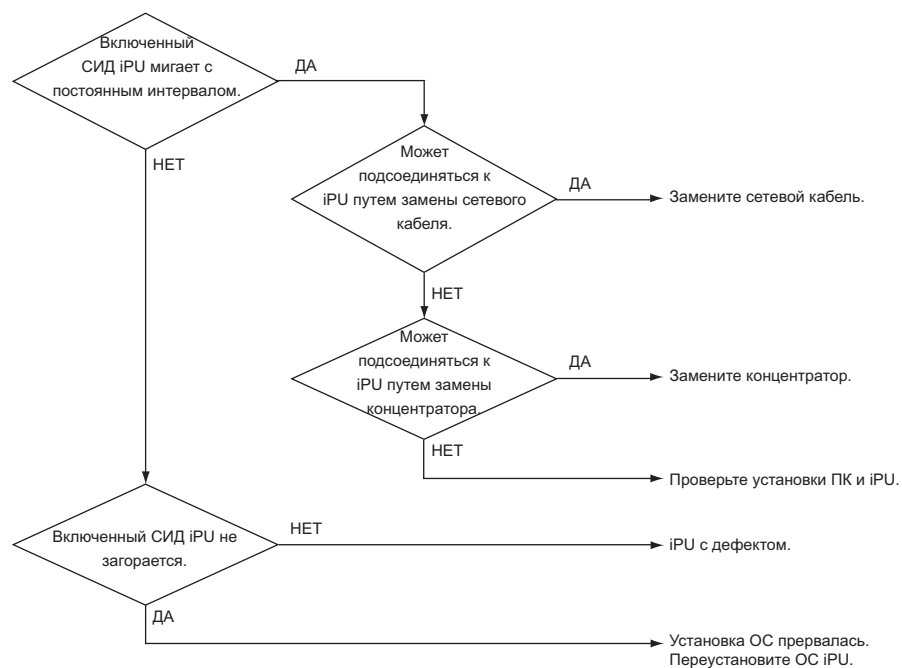 Включенный
СИД iPU мигает с
постоянным интервалом.
ДА
НЕТ
Может
подсоединяться к
iPU путем замены сетевого
кабеля.
ДА
Замените сетевой кабель.
НЕТ
Может
подсоединяться к
iPU путем замены
концентратора.
ДА
Замените концентратор.
НЕТ
Проверьте установки ПК и iPU.
Включенный СИД iPU не
загорается.
НЕТ
iPU с дефектом.
ДА
Установка ОС прервалась.
Переустановите ОС iPU.